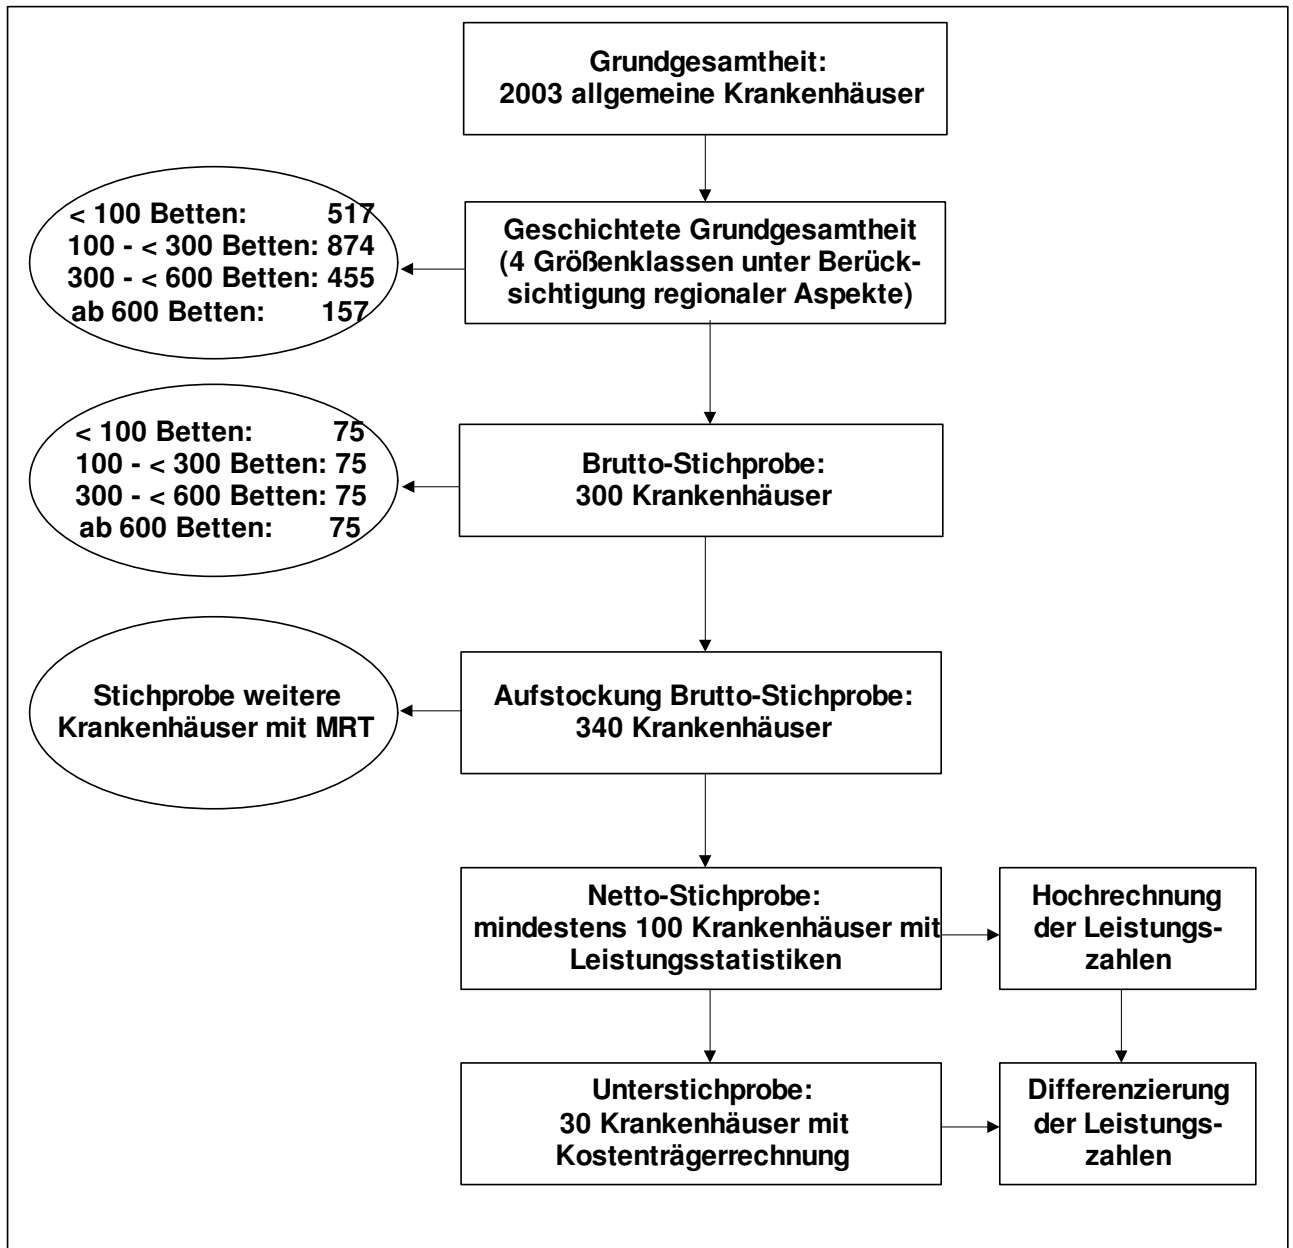 Grundgesamtheit:
2003 allgemeine Krankenhäuser
< 100 Betten: 517
100 - < 300 Betten: 874
300 - < 600 Betten: 455
ab 600 Betten: 157
Geschichtete Grundgesamtheit
(4 Größenklassen unter Berück-
sichtigung regionaler Aspekte)
< 100 Betten: 75
100 - < 300 Betten: 75
300 - < 600 Betten: 75
ab 600 Betten: 75
Brutto-Stichprobe:
300 Krankenhäuser
Stichprobe weitere
Krankenhäuser mit MRT
Aufstockung Brutto-Stichprobe:
340 Krankenhäuser
Netto-Stichprobe:
mindestens 100 Krankenhäuser mit
Leistungsstatistiken
Hochrechnung
der Leistungs-
zahlen
Unterstichprobe:
30 Krankenhäuser mit
Kostenträgerrechnung
Differenzierung
der Leistungs-
zahlen